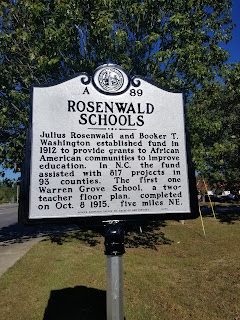 A 89
ROSENWALD
SCHOOLS
Julius Rosenwald and Booker T.
Washington established fund in
1912 to provide grants to African
American communities to improve
education. In N.C. the fund
assisted with 817 projects in
93 counties. The first one
Warren Grove School, a two-
teacher floor plan, completed
on Oct. 8 1915, five miles NE.